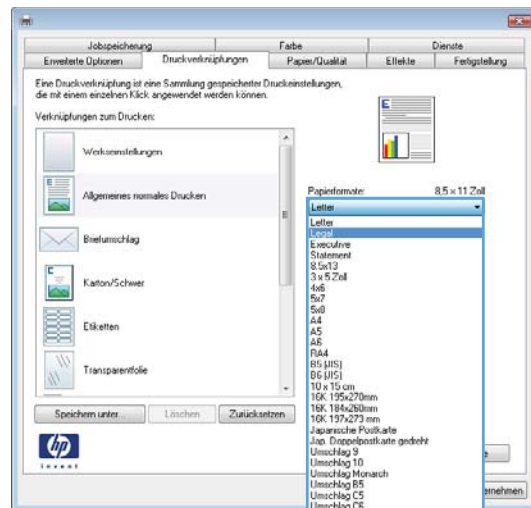 Jobspeicherung Farbe Dienste
Erweiterte Optionen Druckverknüpfungen Papier/Qualität Effekte Fertigstellung
Eine Druckverknüpfung ist eine Sammlung gespeicherter Druckeinstellungen,
die mit einem einzelnen Klick angewendet werden können.
Verknüpfungen zum Drucken:
Werkseinstellungen
Allgemeines normales Drucken
Briefumschlag
Karton/Schwer
Etiketten
Transparentfolie
Speichern unter... Löschen Zurücksetzen
hp
invent
E
Papierformate: 8,5 × 11 Zoll
Letter
Letter
Legal
Executive
Statement
8.5x13
3 x 5 Zoll
4x6
5x7
5x8
A4
A5
A6
RA4
B5 (JIS)
B6 (JIS)
10 x 15 cm
16K 195x270mm
16K 184x260mm
16K 197x273 mm
Japanische Postkarte
Jap. Doppelpostkarte gedreht
Umschlag 9
Umschlag 10
Umschlag Monarch
Umschlag B5
Umschlag C5
Umschlag C6
ernehmen